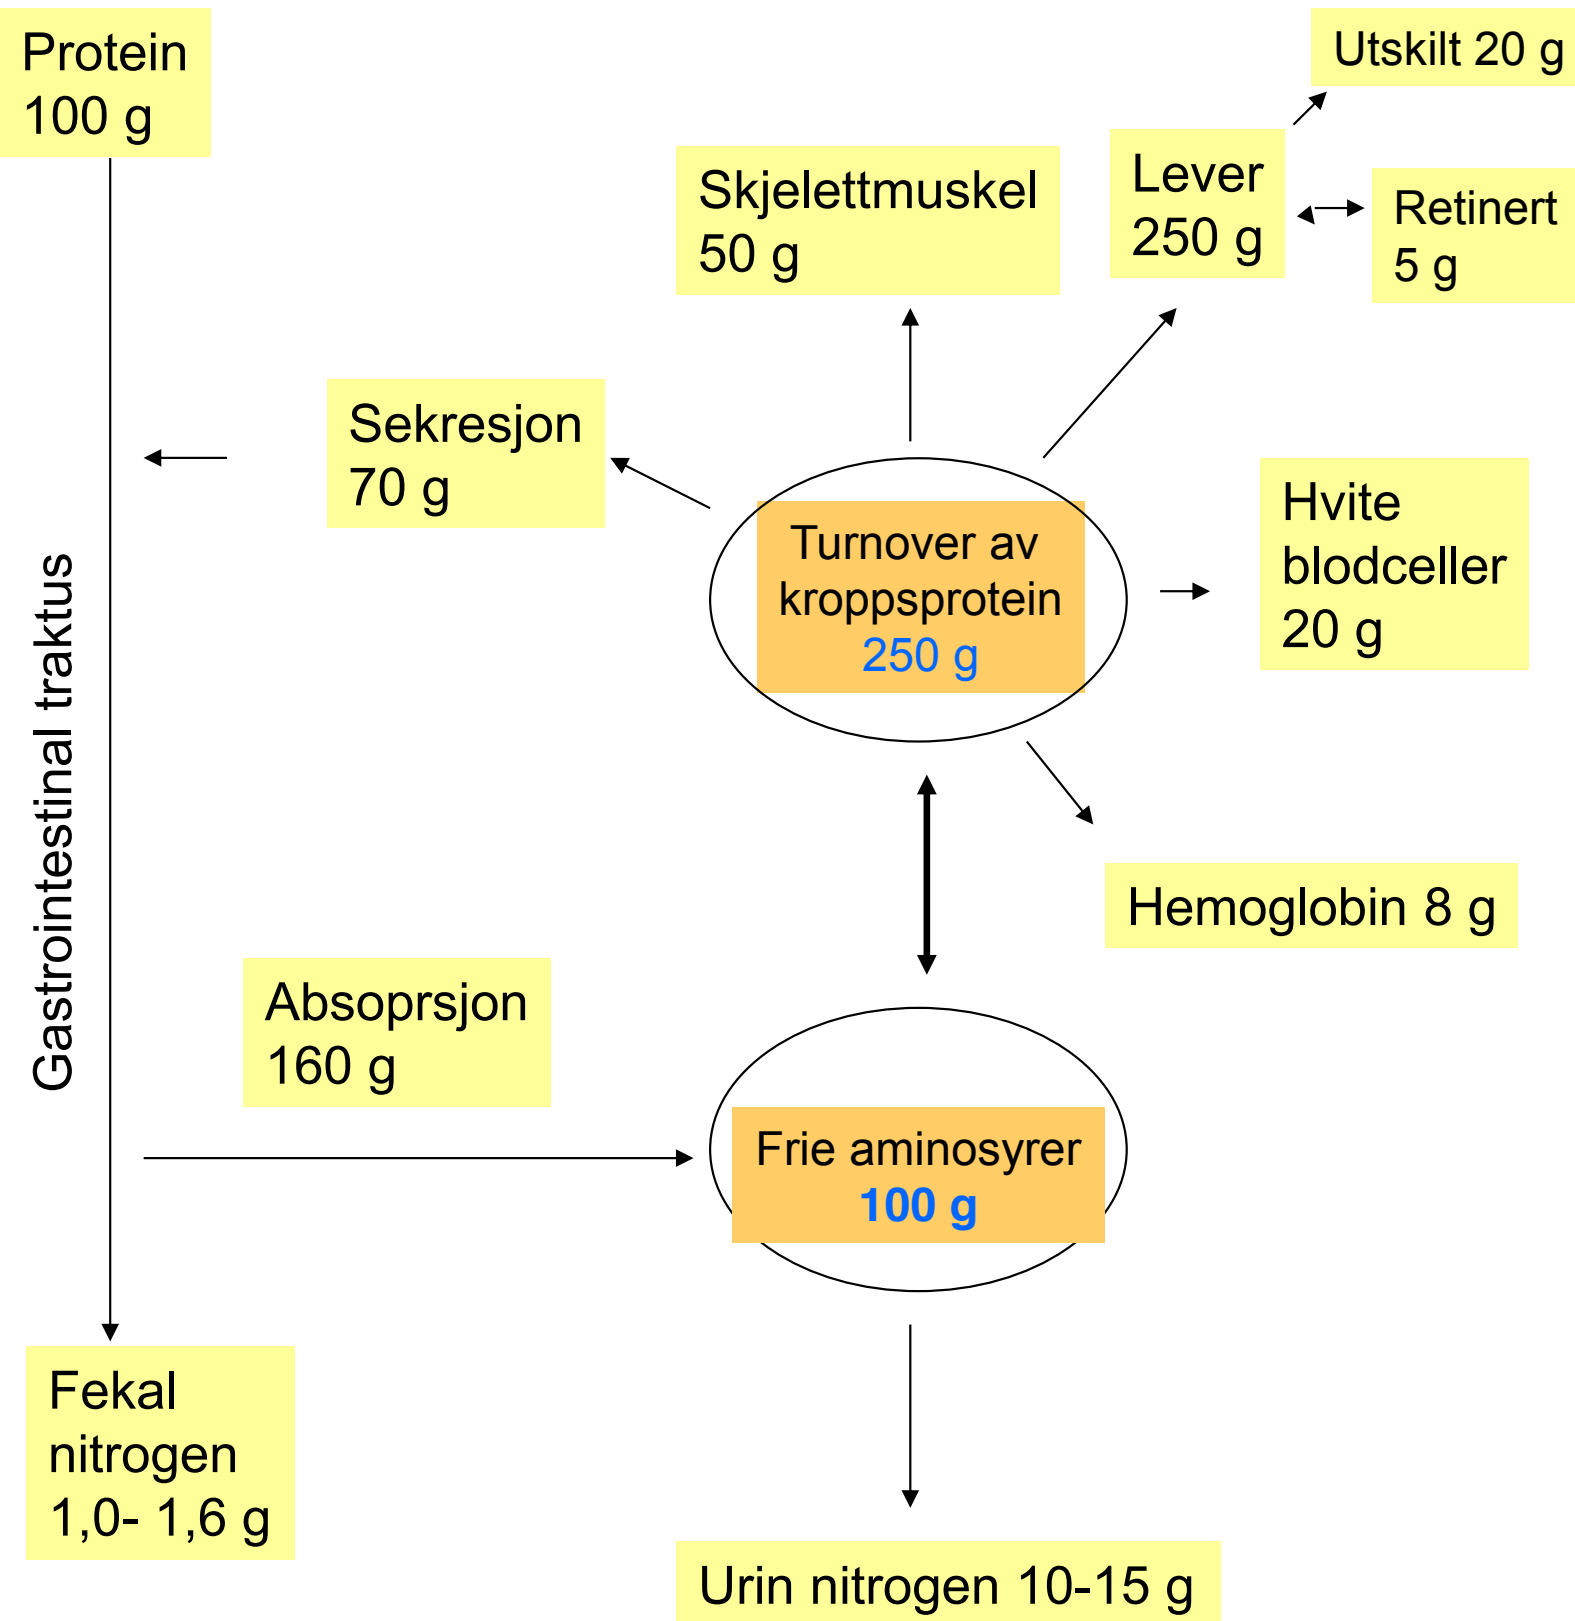 Protein
100 g
Utskilt 20 g
Skjelettmuskel
50 g
Lever
250 g
Retinert
5 g
Sekresjon
70 g
Turnover av
kroppsprotein
250 g
Hvite
blodceller
20 g
Gastrointestinal traktus
Hemoglobin 8 g
Absoprsjon
160 g
Frie aminosyrer
100 g
Fekal
nitrogen
1,0- 1,6 g
Urin nitrogen 10-15 g